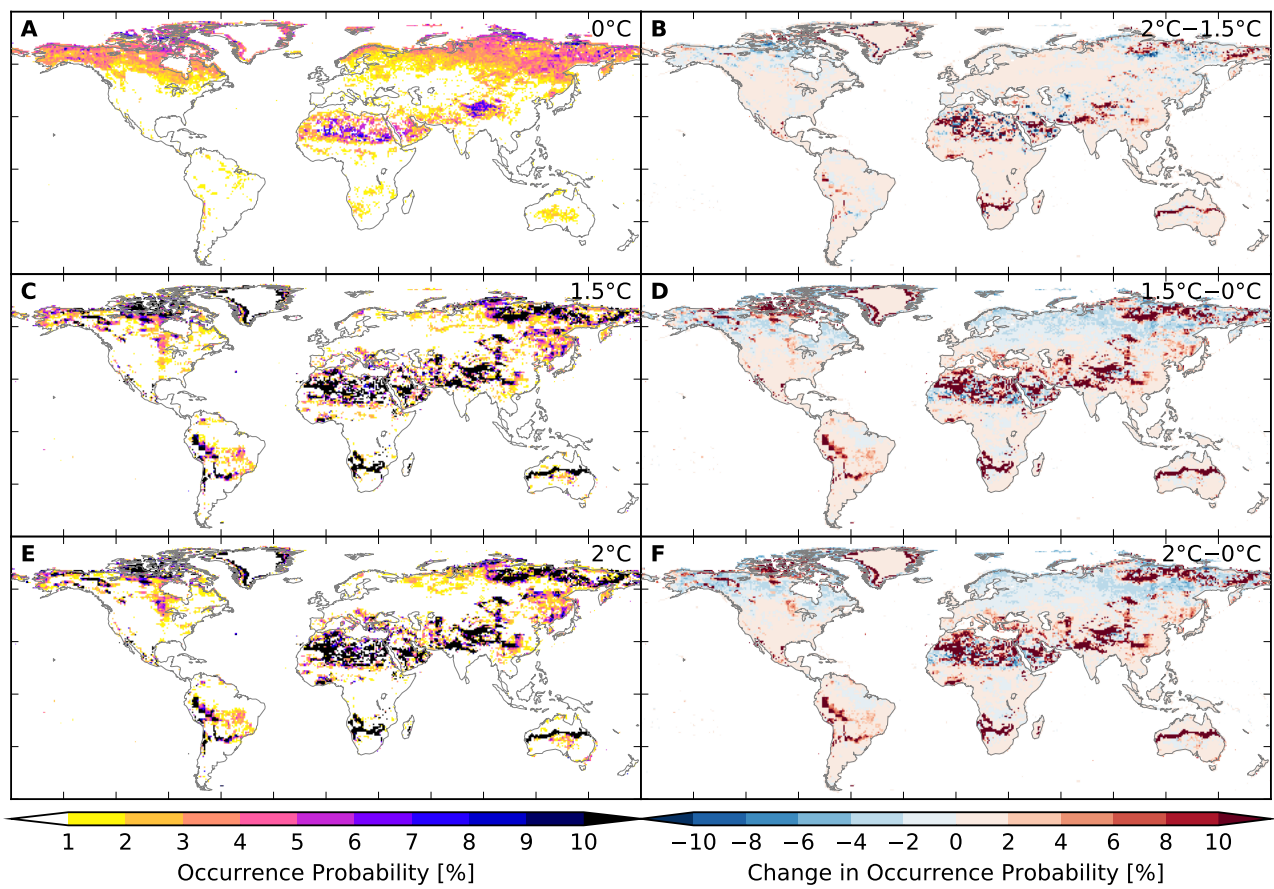 A 0°C
B 2°C−1.5°C
C 1.5°C
D 1.5°C−0°C
E 2°C
F 2°C−0°C
1 2 3 4 5 6 7 8 9 10
−10 −8 −6 −4 −2 0 2 4 6 8 10
Occurrence Probability [%]
Change in Occurrence Probability [%]